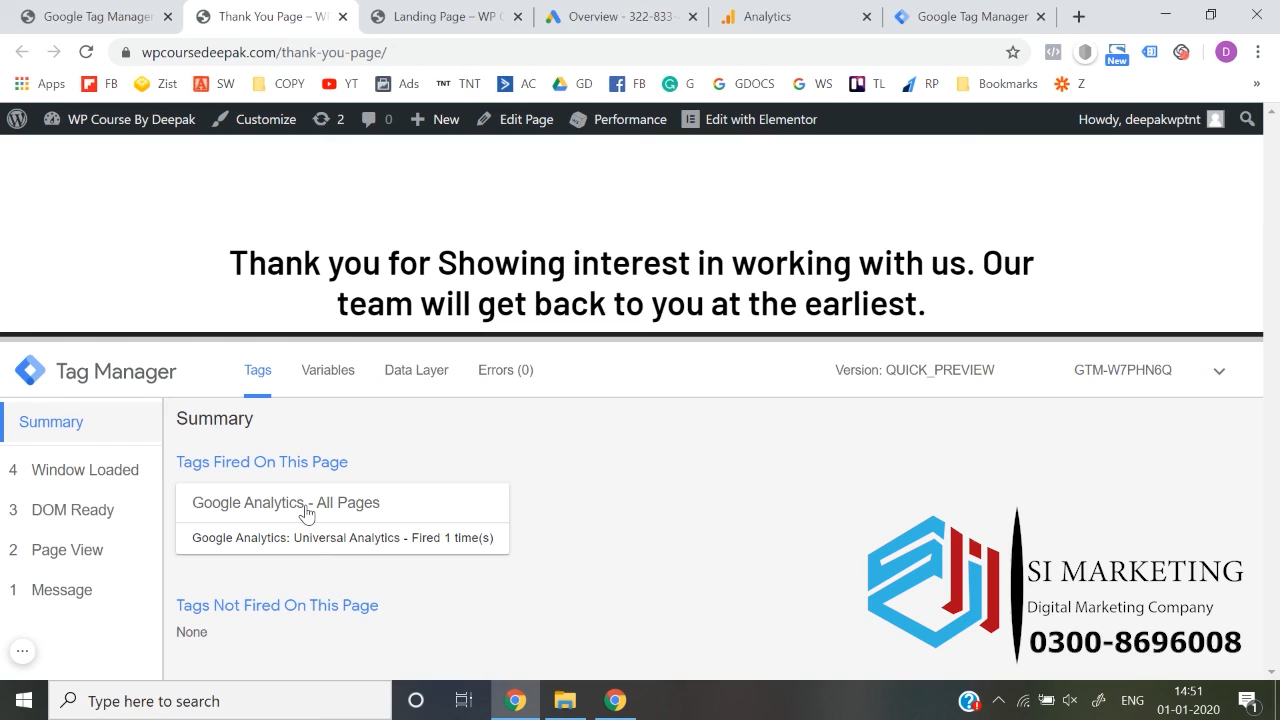 Google Tag Manager
Thank You Page – WP
Landing Page – WP C
Overview - 322-833-
Analytics
Google Tag Manager
wpcoursedeepak.com/thank-you-page/
New
D
Apps
FB
Zist
SW
COPY
YT
Ads
TNT TNT
AC
GD
FB
G
GDOCS
WS
TL
RP
Bookmarks
Z
»
WP Course By Deepak
Customize
2
0
New
Edit Page
Performance
Edit with Elementor
Howdy, deepakwptnt
Thank you for Showing interest in working with us. Our
team will get back to you at the earliest.
Tag Manager
Tags
Variables
Data Layer
Errors (0)
Version: QUICK_PREVIEW
GTM-W7PHN6Q
Summary
4 Window Loaded
3 DOM Ready
2 Page View
1 Message
Summary
Tags Fired On This Page
Google Analytics - All Pages
Google Analytics: Universal Analytics - Fired 1 time(s)
Tags Not Fired On This Page
None
SI MARKETING
Digital Marketing Company
0300-8696008
Type here to search
ENG
14:51
01-01-2020
1